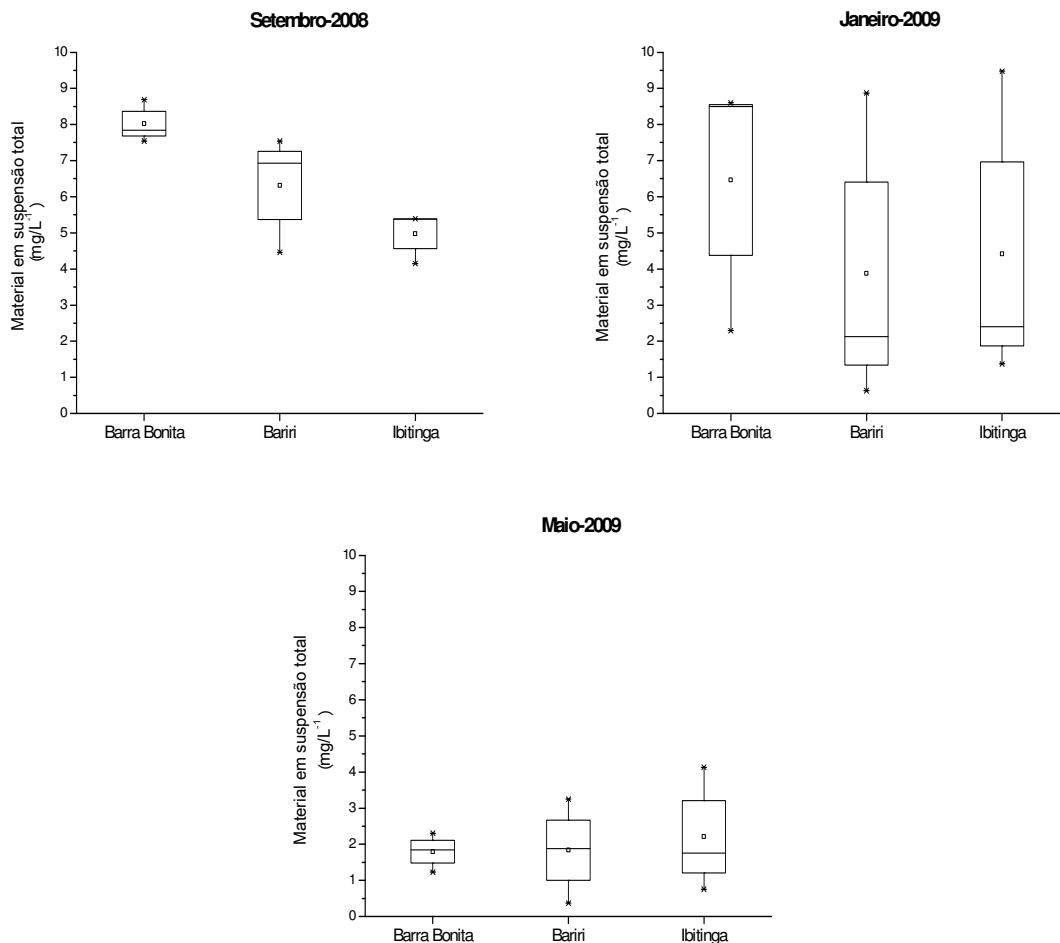 Setembro-2008
10
9
8
7
6
5
4
3
2
1
0
Material em suspensão total
(mg/L⁻¹)
Barra Bonita Bariri Ibitinga
Janeiro-2009
10
9
8
7
6
5
4
3
2
1
0
Material em suspensão total
(mg/L⁻¹)
Barra Bonita Bariri Ibitinga
Maio-2009
10
9
8
7
6
5
4
3
2
1
0
Material em suspensão total
(mg/L⁻¹)
Barra Bonita Bariri Ibitinga